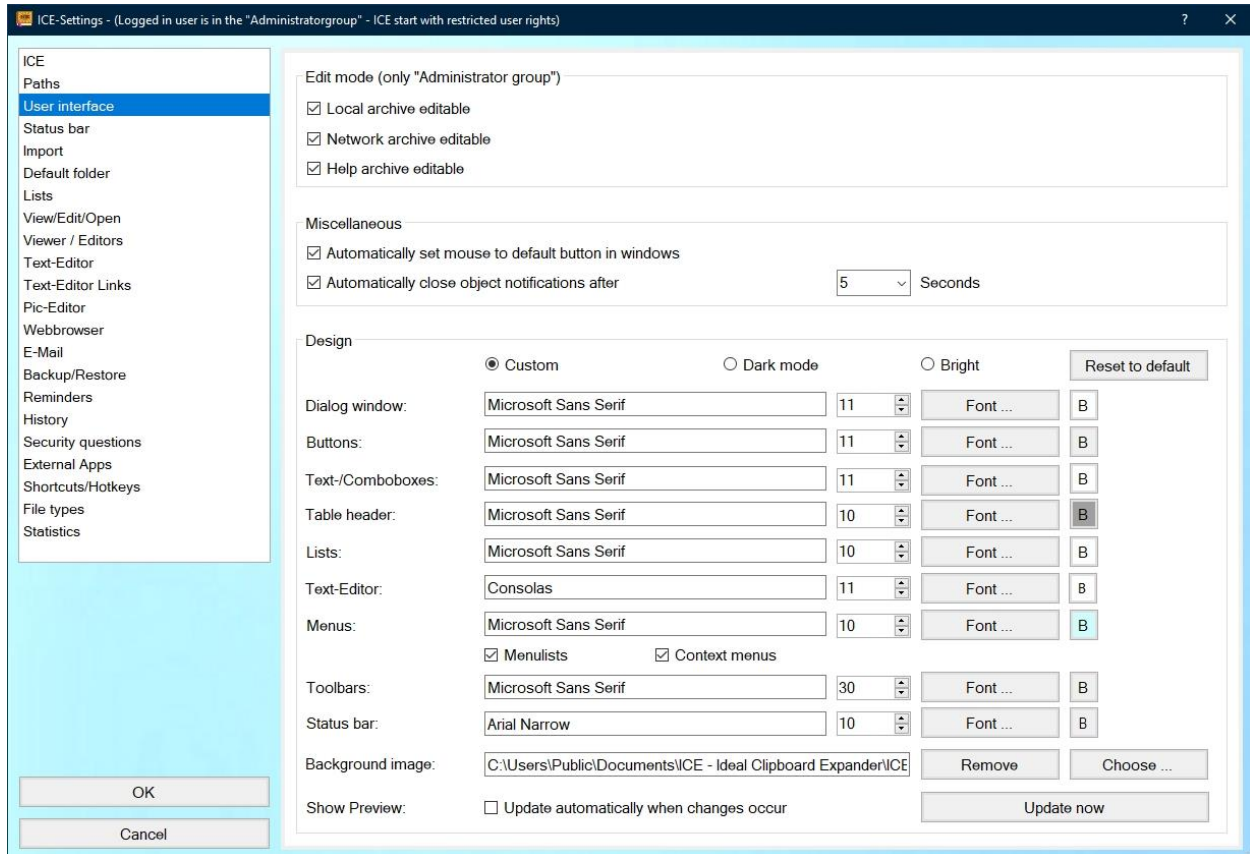 ICE-Settings - (Logged in user is in the "Administratorgroup" - ICE start with restricted user rights) ?
ICE
Paths
User interface
Status bar
Import
Default folder
Lists
View/Edit/Open
Viewer / Editors
Text-Editor
Text-Editor Links
Pic-Editor
Webbrowser
E-Mail
Backup/Restore
Reminders
History
Security questions
External Apps
Shortcuts/Hotkeys
File types
Statistics
OK
Cancel
Edit mode (only "Administrator group")
Local archive editable
Network archive editable
Help archive editable
Miscellaneous
Automatically set mouse to default button in windows
Automatically close object notifications after 5 Seconds
Design
Custom Dark mode Bright Reset to default
Dialog window: Microsoft Sans Serif 11 Font ... B
Buttons: Microsoft Sans Serif 11 Font ... B
Text-/Comboboxes: Microsoft Sans Serif 11 Font ... B
Table header: Microsoft Sans Serif 10 Font ... B
Lists: Microsoft Sans Serif 10 Font ... B
Text-Editor: Consolas 11 Font ... B
Menus: Microsoft Sans Serif 10 Font ... B
Menulists Context menus
Toolbars: Microsoft Sans Serif 30 Font ... B
Status bar: Arial Narrow 10 Font ... B
Background image: C:\Users\Public\Documents\ICE - Ideal Clipboard Expander\ICE Remove Choose ...
Show Preview: Update automatically when changes occur Update now